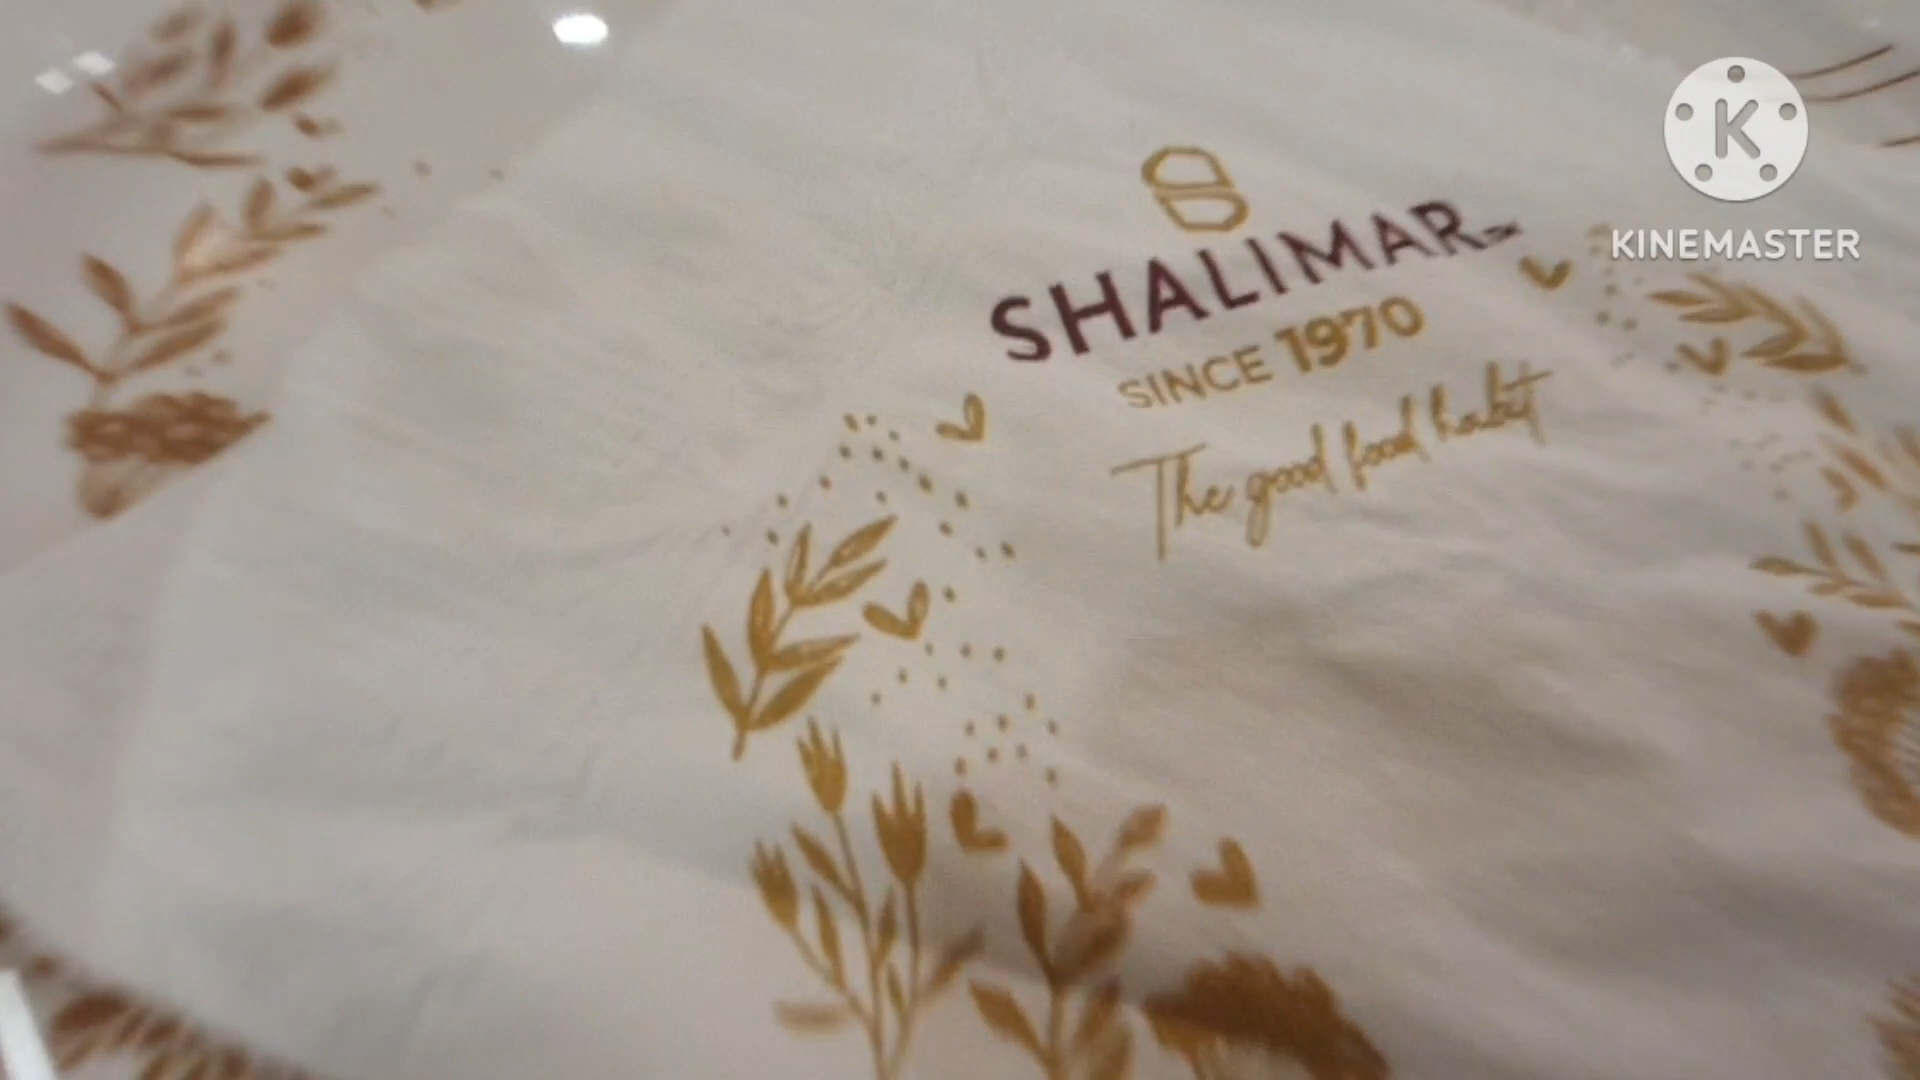 SHALIMAR
SINCE 1970
The good food habit
K
KINEMASTER